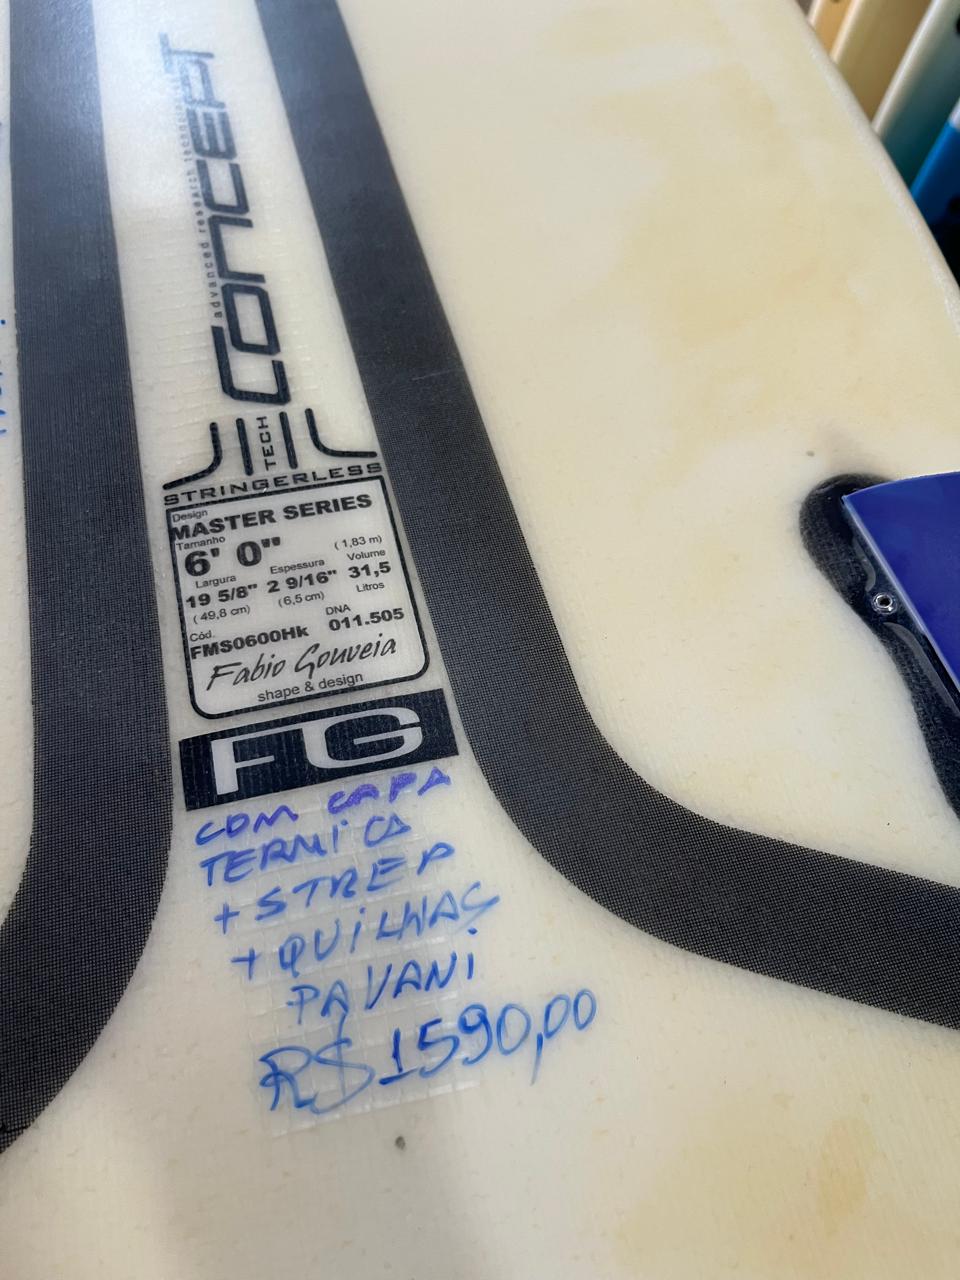 CONCEPT
advanced research technology
TECH
STRINGERLESS
Design
MASTER SERIES
Tamanho
6' 0" (1,83 m)
Largura Espessura Volume
19 5/8" 2 9/16" 31,5
(49,8 cm) (6,5 cm) Litros
Cód. DNA
FMS0600Hk 011.505
Fabio Gouveia
shape & design
FG
COM CAPA
TERMiCA
+ STREP
+ QUiLHAS
PAVANi
R$ 1590,00